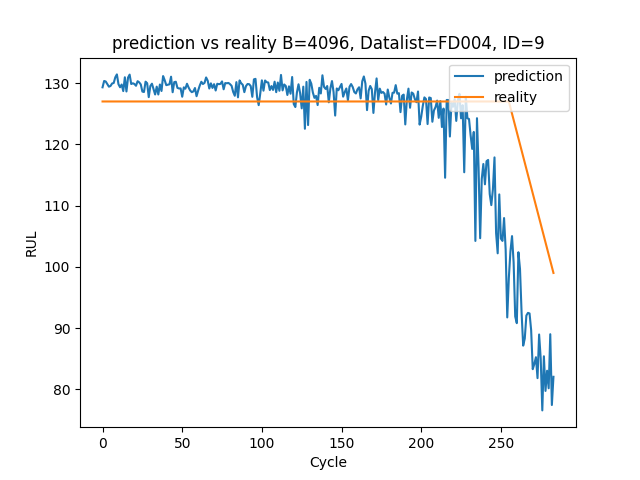 prediction vs reality B=4096, Datalist=FD004, ID=9
prediction
reality
RUL
130
120
110
100
90
80
0
50
100
150
200
250
Cycle